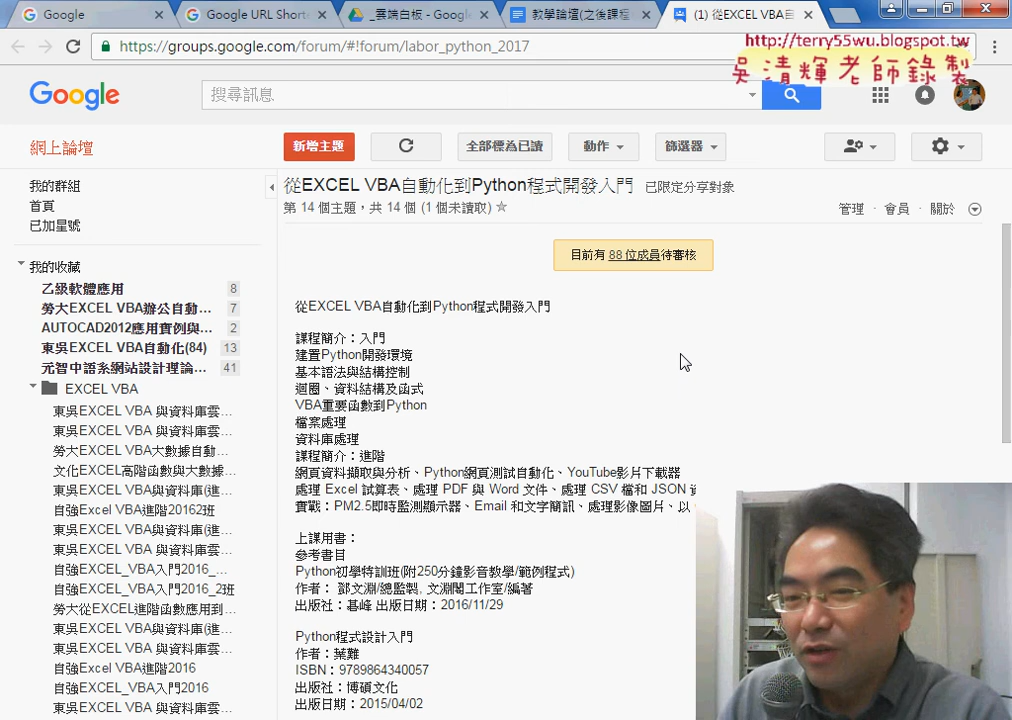 Google
Google URL Short
_雲端白板 - Googl
教學論壇(之後課程
(1) 從EXCEL VBA自
https://groups.google.com/forum/#!forum/labor_python_2017
http://terry55wu.blogspot.tw
吳清輝老師錄製
Google
搜尋訊息
網上論壇
新增主題
全部標為已讀
動作
篩選器
我的群組
首頁
已加星號
從EXCEL VBA自動化到Python程式開發入門 已限定分享對象
第 14 個主題，共 14 個 (1 個未讀取)
管理 · 會員 · 關於
目前有 88 位成員待審核
我的收藏
乙級軟體應用 8
勞大EXCEL VBA辦公自動... 7
AUTOCAD2012應用實例與... 2
東吳EXCEL VBA自動化(84) 13
元智中語系網站設計理論... 41
EXCEL VBA
東吳EXCEL VBA 與資料庫雲...
東吳EXCEL VBA 與資料庫雲...
勞大EXCEL VBA大數據自動...
文化EXCEL高階函數與大數據...
東吳EXCEL VBA與資料庫(進...
自強Excel VBA進階20162班
東吳EXCEL VBA與資料庫(進...
東吳EXCEL VBA 與資料庫雲...
自強EXCEL_VBA入門2016_...
自強EXCEL_VBA入門2016_2班
勞大從EXCEL進階函數應用到...
東吳EXCEL VBA與資料庫(進...
東吳EXCEL VBA 與資料庫雲...
自強Excel VBA進階2016
自強EXCEL_VBA入門2016
東吳EXCEL VBA 與資料庫雲...
從EXCEL VBA自動化到Python程式開發入門
課程簡介：入門
建置Python開發環境
基本語法與結構控制
迴圈、資料結構及函式
VBA重要函數到Python
檔案處理
資料庫處理
課程簡介：進階
網頁資料擷取與分析、Python網頁測試自動化、YouTube影片下載器
處理 Excel 試算表、處理 PDF 與 Word 文件、處理 CSV 檔和 JSON
實戰：PM2.5即時監測顯示器、Email 和文字簡訊、處理影像圖片、以
上課用書：
參考書目
Python初學特訓班(附250分鐘影音教學/範例程式)
作者： 鄧文淵/總監製, 文淵閣工作室/編著
出版社：碁峰 出版日期：2016/11/29
Python程式設計入門
作者：葉難
ISBN：9789864340057
出版社：博碩文化
出版日期：2015/04/02